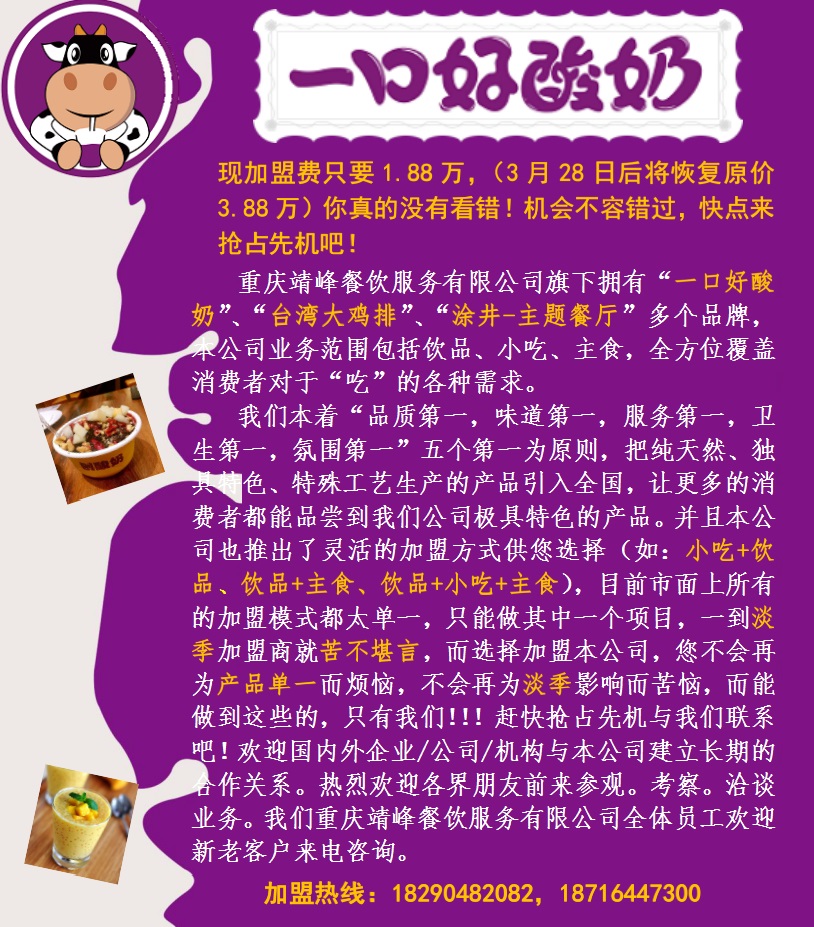 一口好酸奶
现加盟费只要 1.88 万，（3 月 28 日后将恢复原价
3.88 万）你真的没有看错！机会不容错过，快点来
抢占先机吧！
重庆靖峰餐饮服务有限公司旗下拥有“一口好酸
奶”、“台湾大鸡排”、“涂井-主题餐厅”多个品牌，
本公司业务范围包括饮品、小吃、主食，全方位覆盖
消费者对于“吃”的各种需求。
我们本着“品质第一，味道第一，服务第一，卫
生第一，氛围第一”五个第一为原则，把纯天然、独
具特色、特殊工艺生产的产品引入全国，让更多的消
费者都能品尝到我们公司极具特色的产品。并且本公
司也推出了灵活的加盟方式供您选择（如：小吃+饮
品、饮品+主食、饮品+小吃+主食），目前市面上所有
的加盟模式都太单一，只能做其中一个项目，一到淡
季加盟商就苦不堪言，而选择加盟本公司，您不会再
为产品单一而烦恼，不会再为淡季影响而苦恼，而能
做到这些的，只有我们!!! 赶快抢占先机与我们联系
吧！欢迎国内外企业/公司/机构与本公司建立长期的
合作关系。热烈欢迎各界朋友前来参观。考察。洽谈
业务。我们重庆靖峰餐饮服务有限公司全体员工欢迎
新老客户来电咨询。
加盟热线：18290482082，18716447300